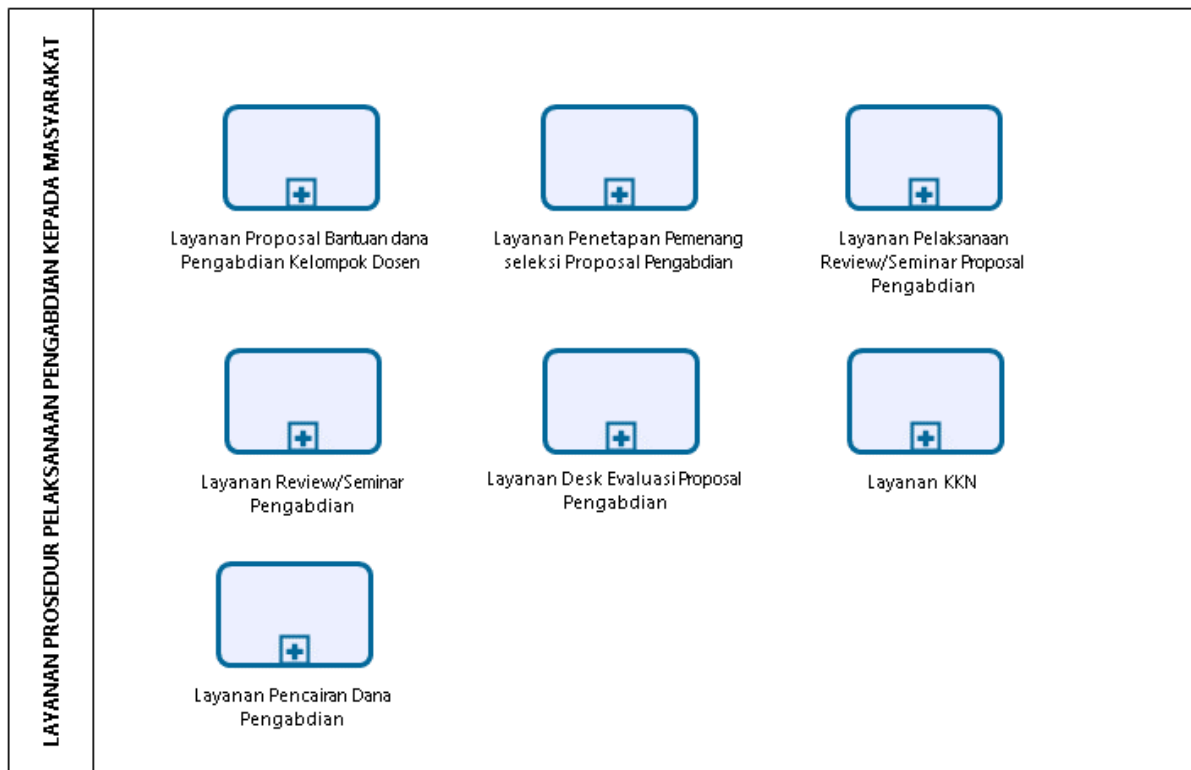 LAYANAN PROSEDUR PELAKSANAAN PENGABDIAN KEPADA MASYARAKAT
Layanan Proposal Bantuan dana
Pengabdian Kelompok Dosen
Layanan Penetapan Pemenang
seleksi Proposal Pengabdian
Layanan Pelaksanaan
Review/Seminar Proposal
Pengabdian
Layanan Review/Seminar
Pengabdian
Layanan Desk Evaluasi Proposal
Pengabdian
Layanan KKN
Layanan Pencairan Dana
Pengabdian